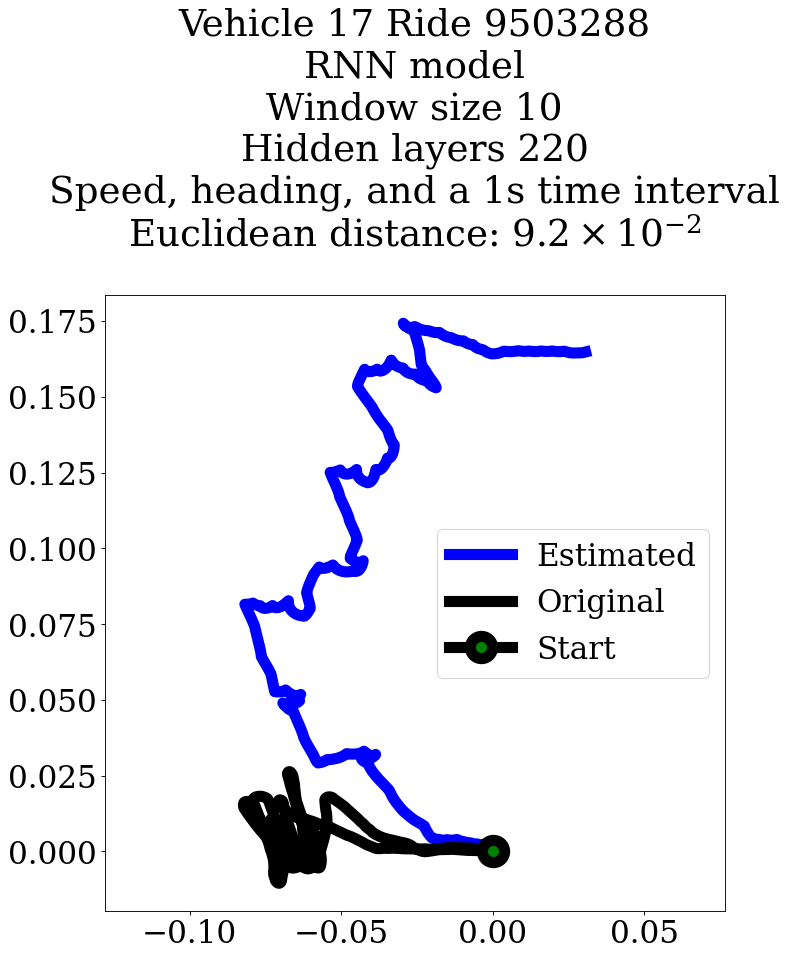 Vehicle 17 Ride 9503288
RNN model
Window size 10
Hidden layers 220
Speed, heading, and a 1s time interval
Euclidean distance: 9.2 × 10⁻²
0.175
0.150
0.125
0.100
0.075
0.050
0.025
0.000
Estimated
Original
Start
−0.10
−0.05
0.00
0.05